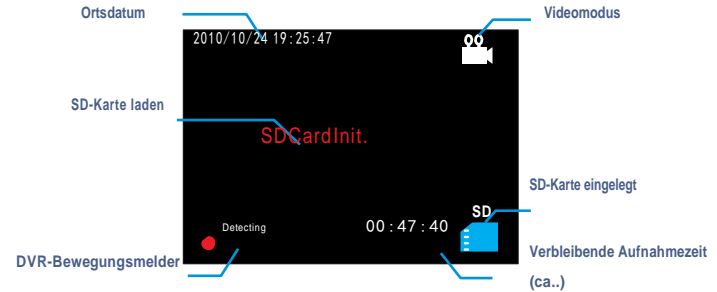 Ortsdatum
Videomodus
2010/10/24 19:25:47
SD-Karte laden
SDCardInit.
SD-Karte eingelegt
SD
00:47:40
Detecting
DVR-Bewegungsmelder
Verbleibende Aufnahmezeit
(ca..)